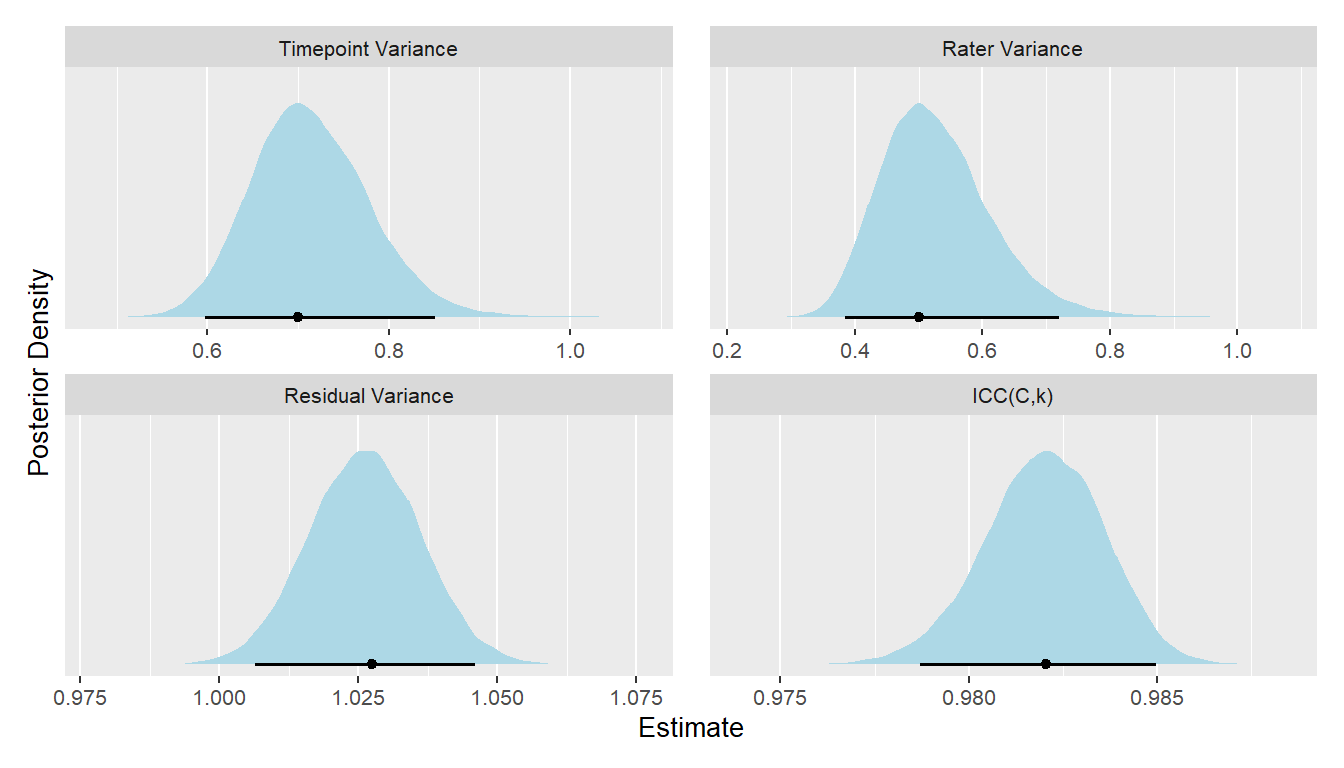 Timepoint Variance
Rater Variance
0.6 0.8 1.0
0.2 0.4 0.6 0.8 1.0
Posterior Density
Residual Variance
ICC(C,k)
0.975 1.000 1.025 1.050 1.075
0.975 0.980 0.985
Estimate